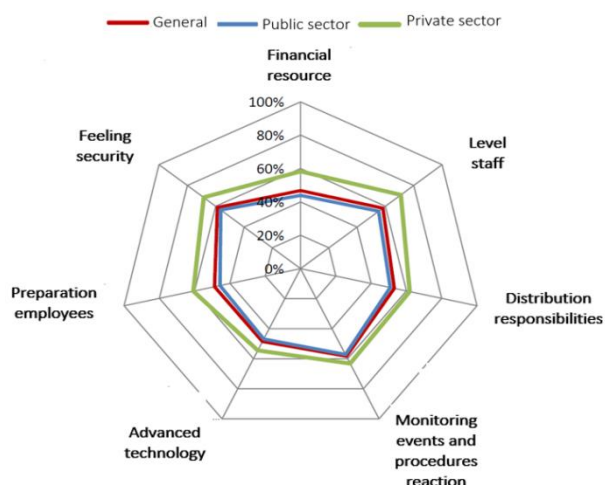 General
Public sector
Private sector
Financial
resource
100%
80%
60%
40%
20%
0%
Level
staff
Distribution
responsibilities
Monitoring
events and
procedures
reaction
Advanced
technology
Preparation
employees
Feeling
security